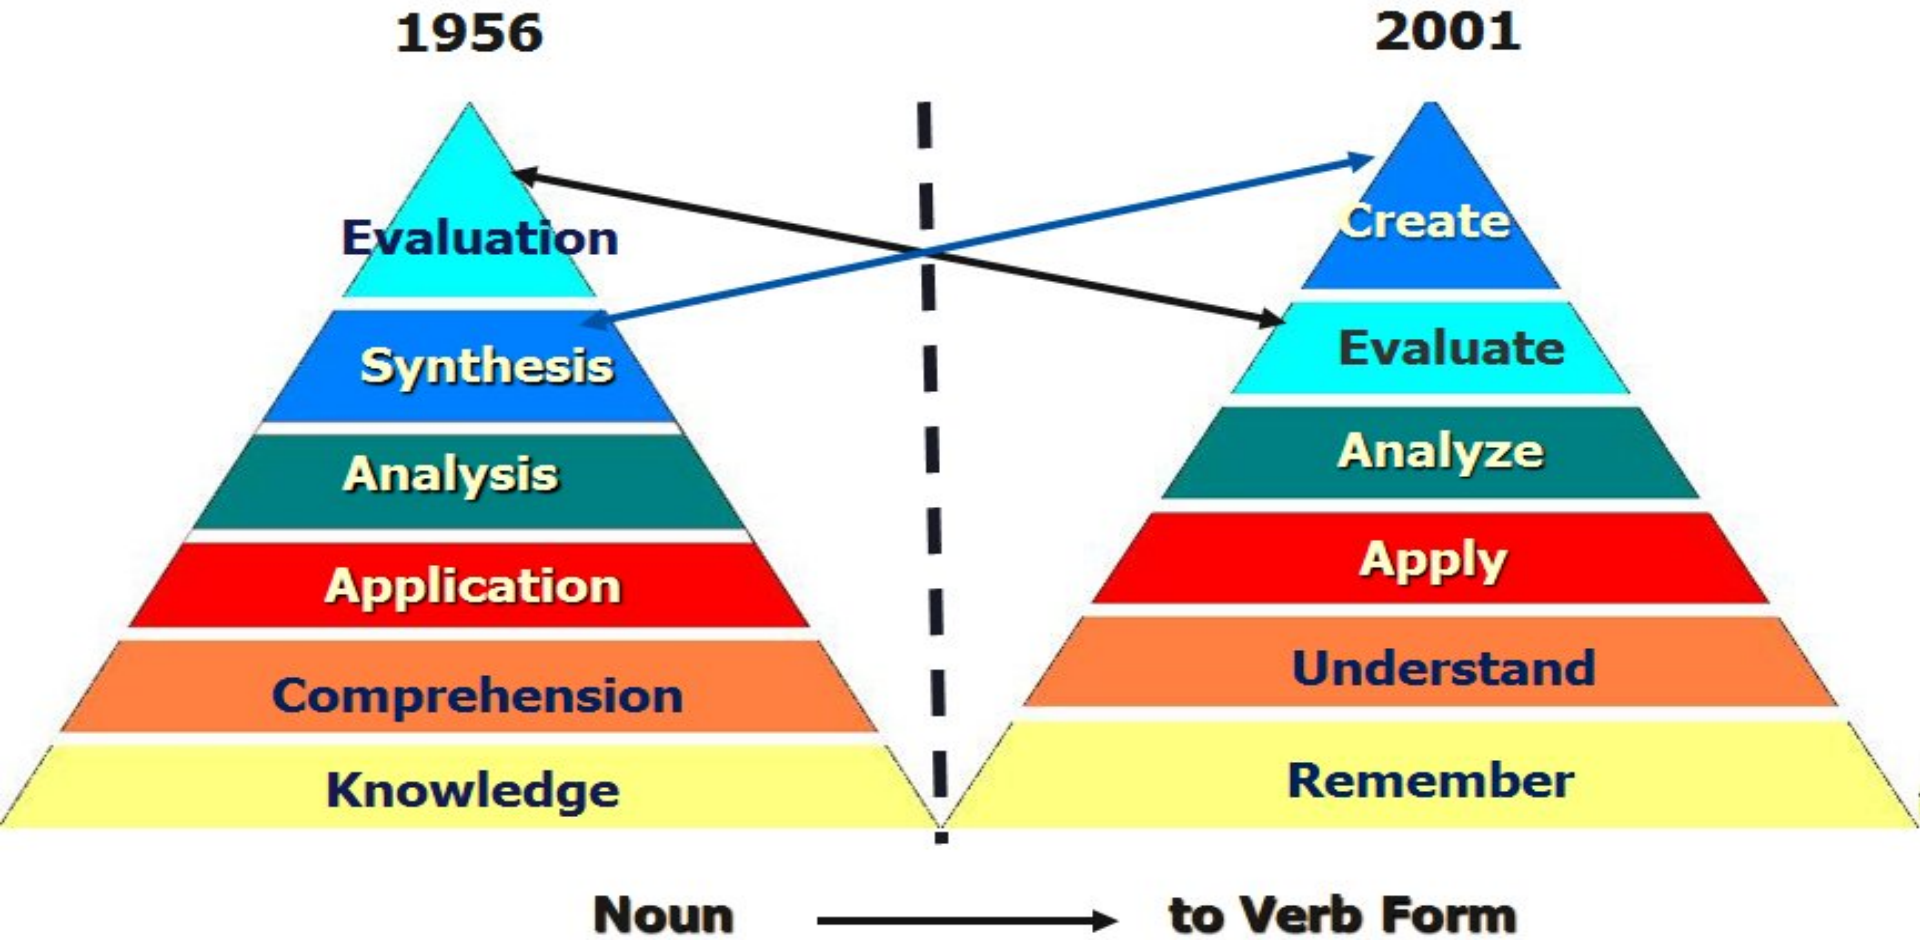 1956
Evaluation
Synthesis
Analysis
Application
Comprehension
Knowledge
2001
Create
Evaluate
Analyze
Apply
Understand
Remember
Noun to Verb Form